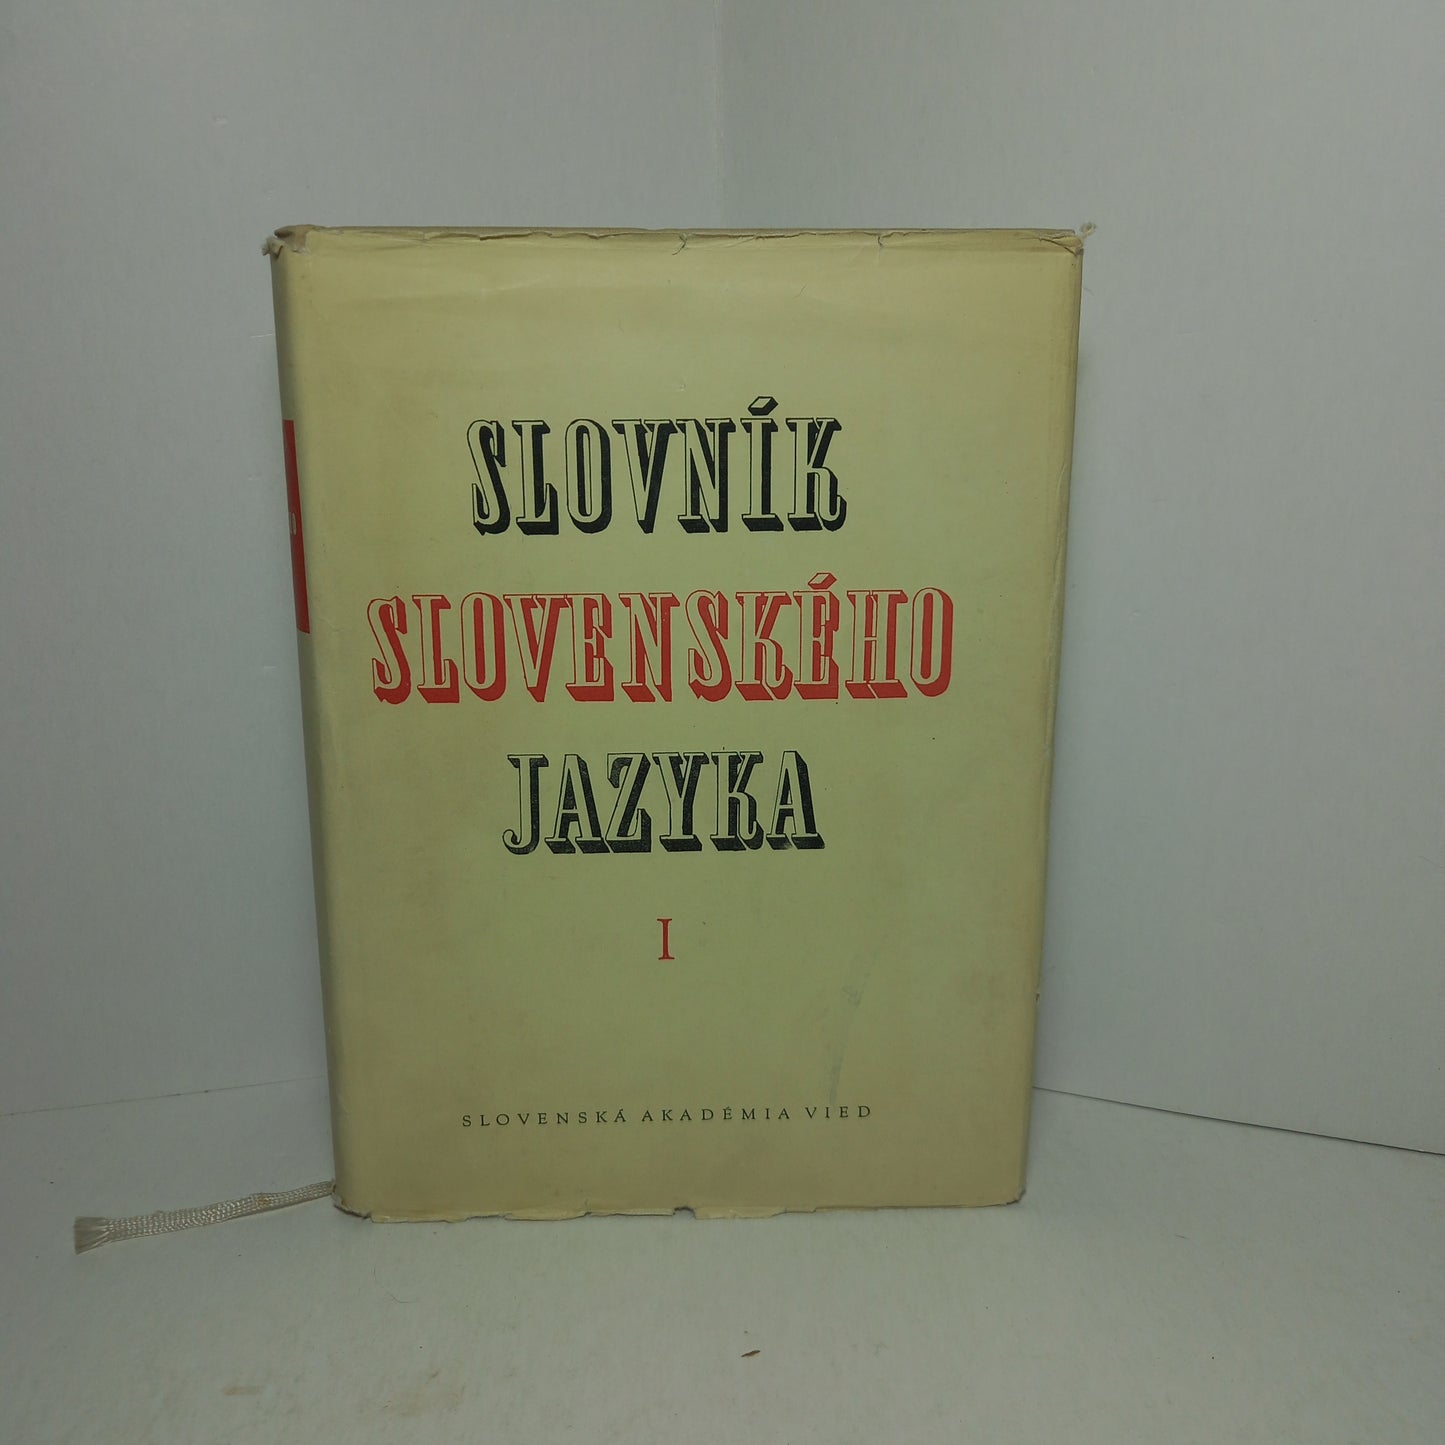 SLOVNÍK
SLOVENSKÉHO
JAZYKA
I
SLOVENSKÁ AKADÉMIA VIED